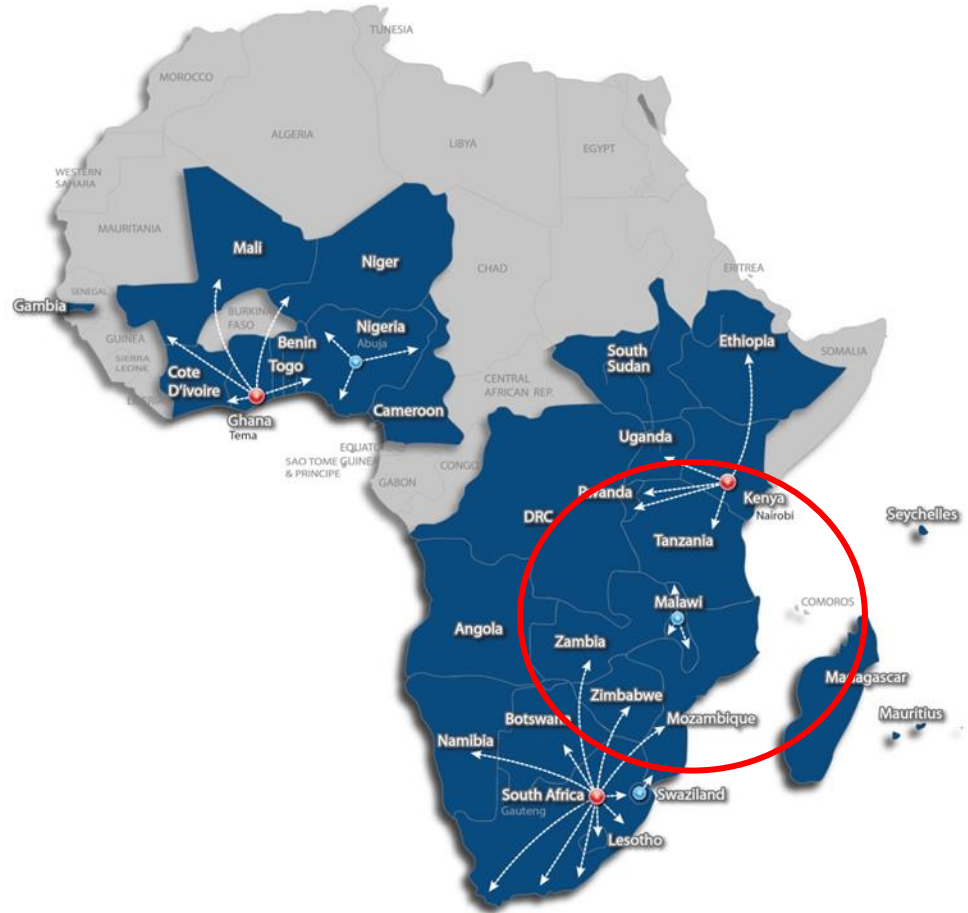 TUNISIA
MOROCCO
ALGERIA
LIBYA
EGYPT
WESTERN
SAHARA
MAURITANIA
Mali
Niger
CHAD
ERITREA
SENEGAL
Gambia
BURKINA
FASO
Nigeria
Abuja
GUINEA
Benin
SIERRA
LEONE
Togo
Cote
D'ivoire
LIBERIA
Ghana
Tema
Cameroon
CENTRAL
AFRICAN REP.
South
Sudan
Ethiopia
SOMALIA
EQUATO
SAO TOME GUINEA
& PRINCIPE
GABON
CONGO
Uganda
Rwanda
Kenya
Nairobi
DRC
Tanzania
Seychelles
Malawi
COMOROS
Angola
Zambia
Zimbabwe
Madagascar
Mauritius
Botswana
Mozambique
Namibia
South Africa
Gauteng
Swaziland
Lesotho